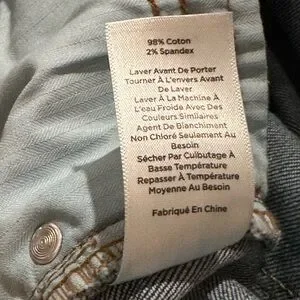 98% Coton
2% Spandex
Laver Avant De Porter
Tourner À L'envers Avant
De Laver
Laver À La Machine À
L'eau Froide Avec Des
Couleurs Similaires
Agent De Blanchiment
Non Chloré Seulement Au
Besoin
Sécher Par Culbutage À
Basse Température
Repasser À Température
Moyenne Au Besoin
Fabriqué En Chine